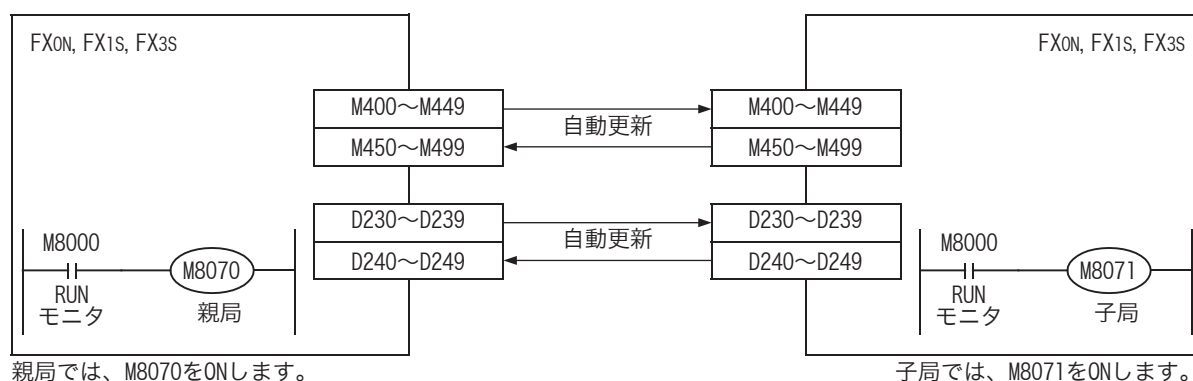 FX0N, FX1S, FX3S
M400～M449
M450～M499
D230～D239
D240～D249
M8000
RUN
モニタ
M8070
親局
親局では、M8070をONします。
自動更新
自動更新
FX0N, FX1S, FX3S
M400～M449
M450～M499
D230～D239
D240～D249
M8000
RUN
モニタ
M8071
子局
子局では、M8071をONします。